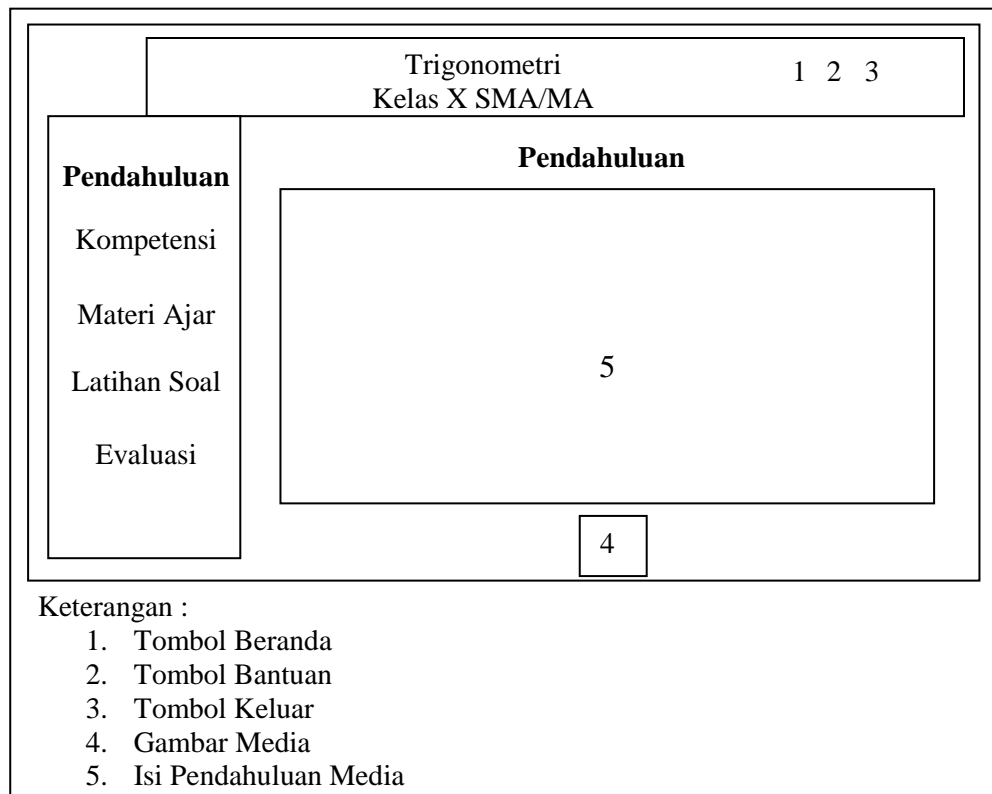 Trigonometri
Kelas X SMA/MA
1 2 3
Pendahuluan
Kompetensi
Materi Ajar
Latihan Soal
Evaluasi
Pendahuluan
5
4
Keterangan :
1. Tombol Beranda
2. Tombol Bantuan
3. Tombol Keluar
4. Gambar Media
5. Isi Pendahuluan Media